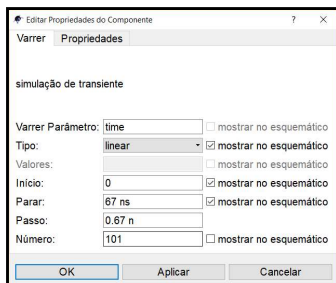 Editar Propriedades do Componente ? X
Varrer Propriedades
simulação de transiente
Varrer Parâmetro: time mostrar no esquemático
Tipo: linear mostrar no esquemático
Valores: mostrar no esquemático
Início: 0 mostrar no esquemático
Parar: 67 ns mostrar no esquemático
Passo: 0.67 n
Número: 101 mostrar no esquemático
OK Aplicar Cancelar